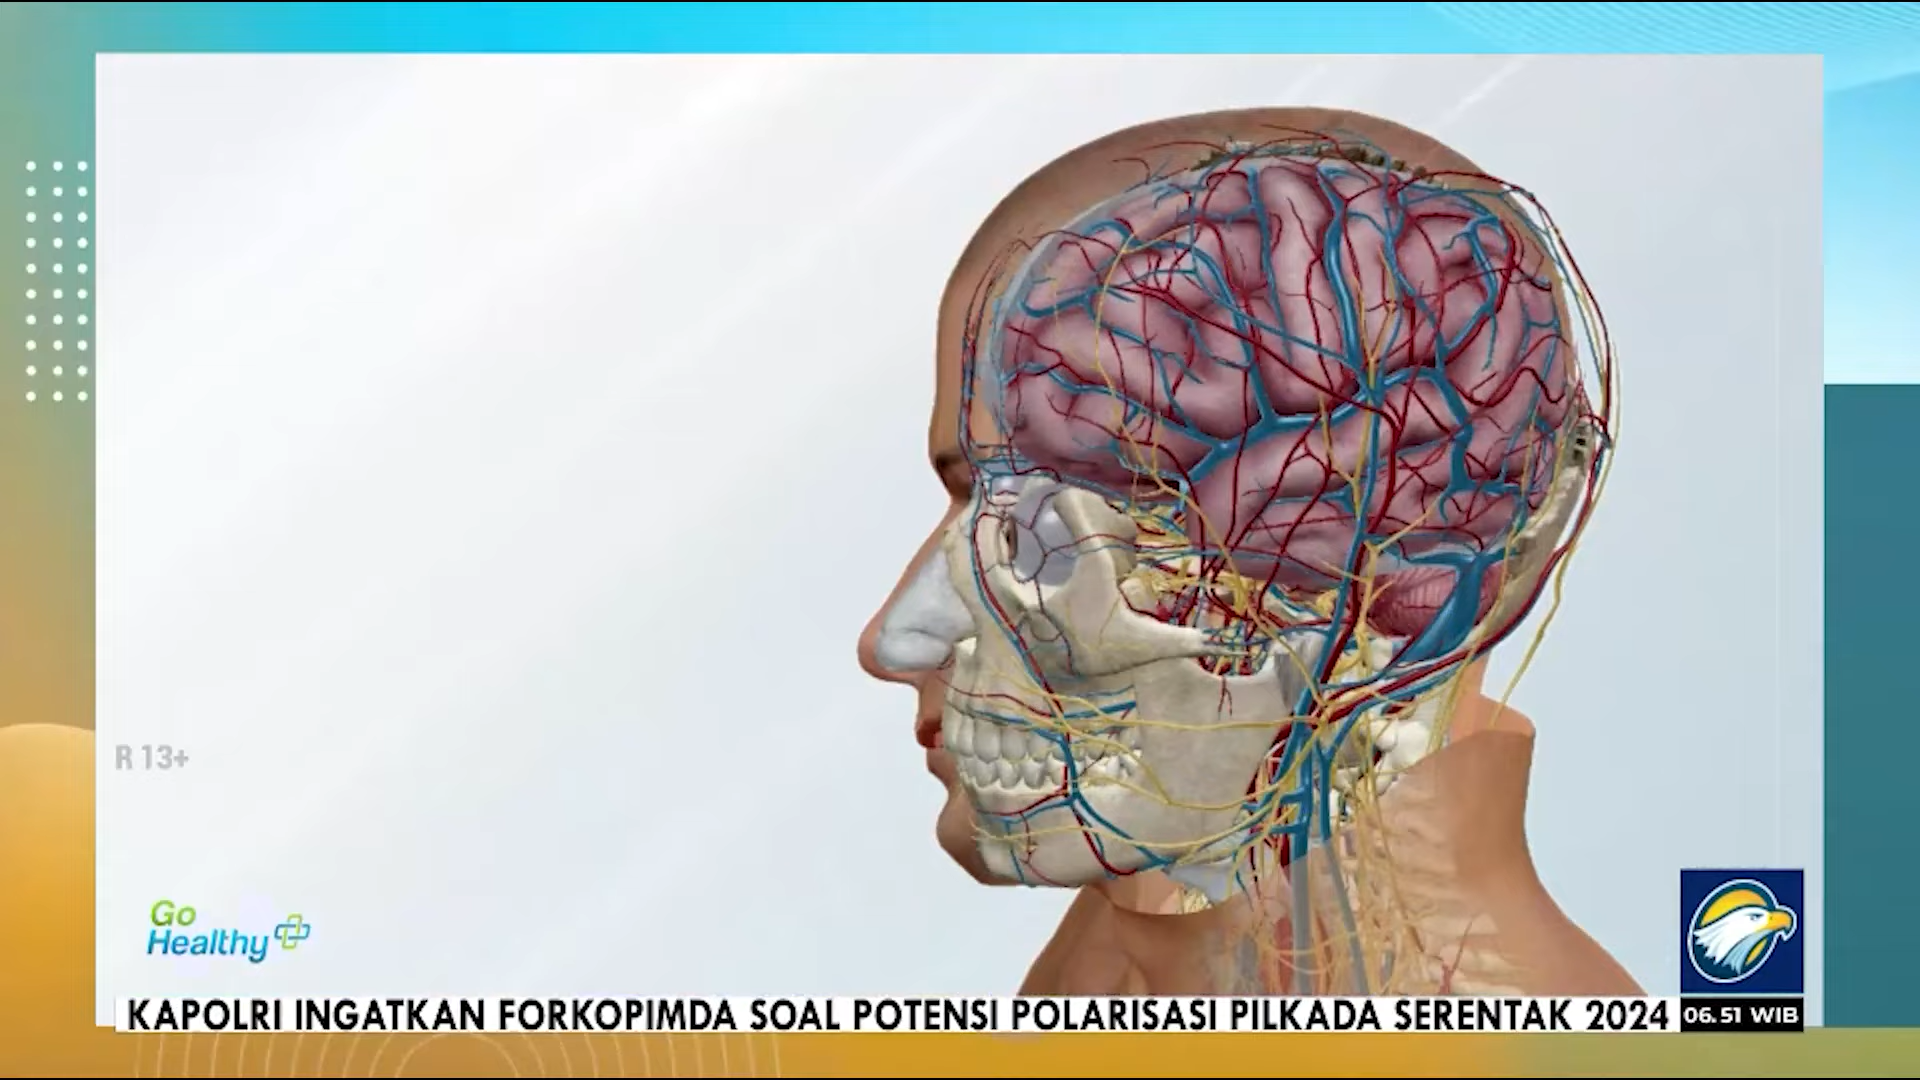 R 13+
Go
Healthy
KAPOLRI INGATKAN FORKOPIMDA SOAL POTENSI POLARISASI PILKADA SERENTAK 2024
06.51 WIB